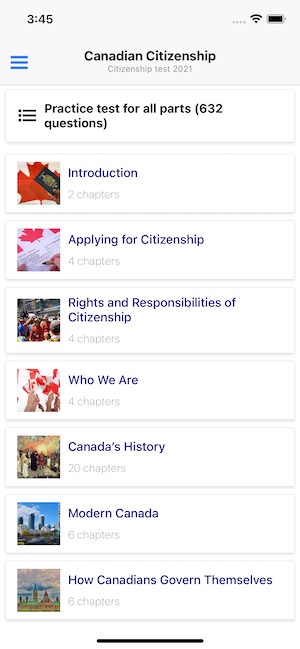 3:45
Canadian Citizenship
Citizenship test 2021
Practice test for all parts (632
questions)
Introduction
2 chapters
Applying for Citizenship
4 chapters
Rights and Responsibilities of
Citizenship
4 chapters
Who We Are
4 chapters
Canada's History
20 chapters
Modern Canada
6 chapters
How Canadians Govern Themselves
6 chapters